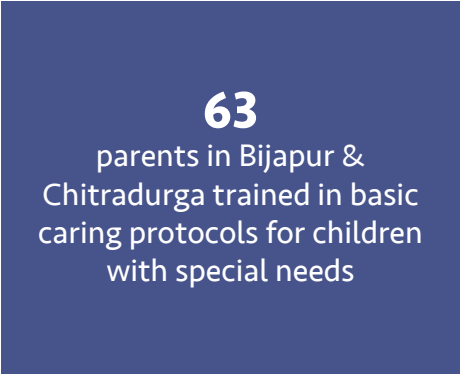 63
parents in Bijapur &
Chitradurga trained in basic
caring protocols for children
with special needs